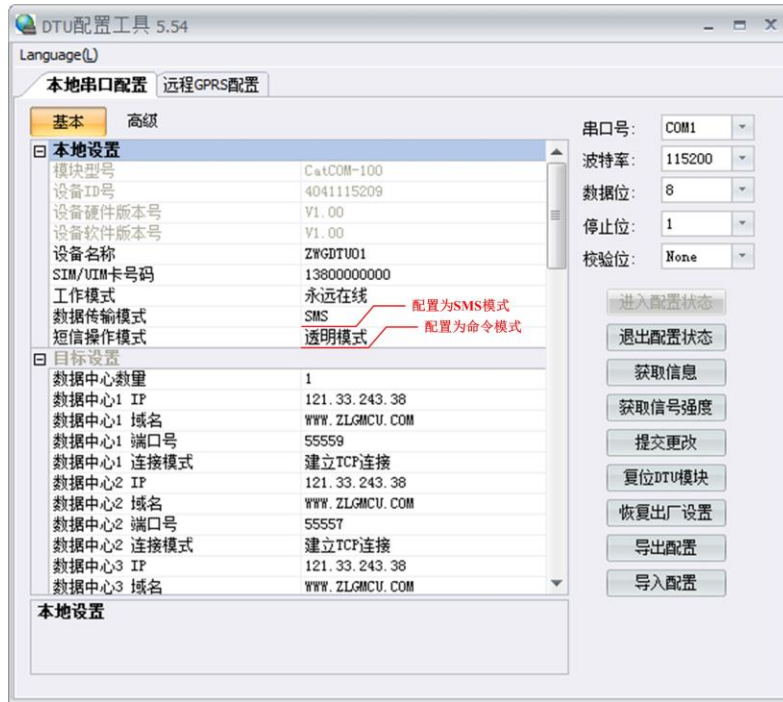 DTU配置工具 5.54
Language(L)
本地串口配置 远程GPRS配置
基本 高级
本地设置
模块型号 CatCOM-100
设备ID号 4041115209
设备硬件版本号 V1.00
设备软件版本号 V1.00
设备名称 ZWGDTU01
SIM/UIM卡号码 13800000000
工作模式 永远在线
数据传输模式 SMS 配置为SMS模式
短信操作模式 透明模式 配置为命令模式
目标设置
数据中心数量 1
数据中心1 IP 121.33.243.38
数据中心1 域名 WWW.ZLGMCU.COM
数据中心1 端口号 55559
数据中心1 连接模式 建立TCP连接
数据中心2 IP 121.33.243.38
数据中心2 域名 WWW.ZLGMCU.COM
数据中心2 端口号 55557
数据中心2 连接模式 建立TCP连接
数据中心3 IP 121.33.243.38
数据中心3 域名 WWW.ZLGMCU.COM
本地设置
串口号: COM1
波特率: 115200
数据位: 8
停止位: 1
校验位: None
进入配置状态
退出配置状态
获取信息
获取信号强度
提交更改
复位DTU模块
恢复出厂设置
导出配置
导入配置